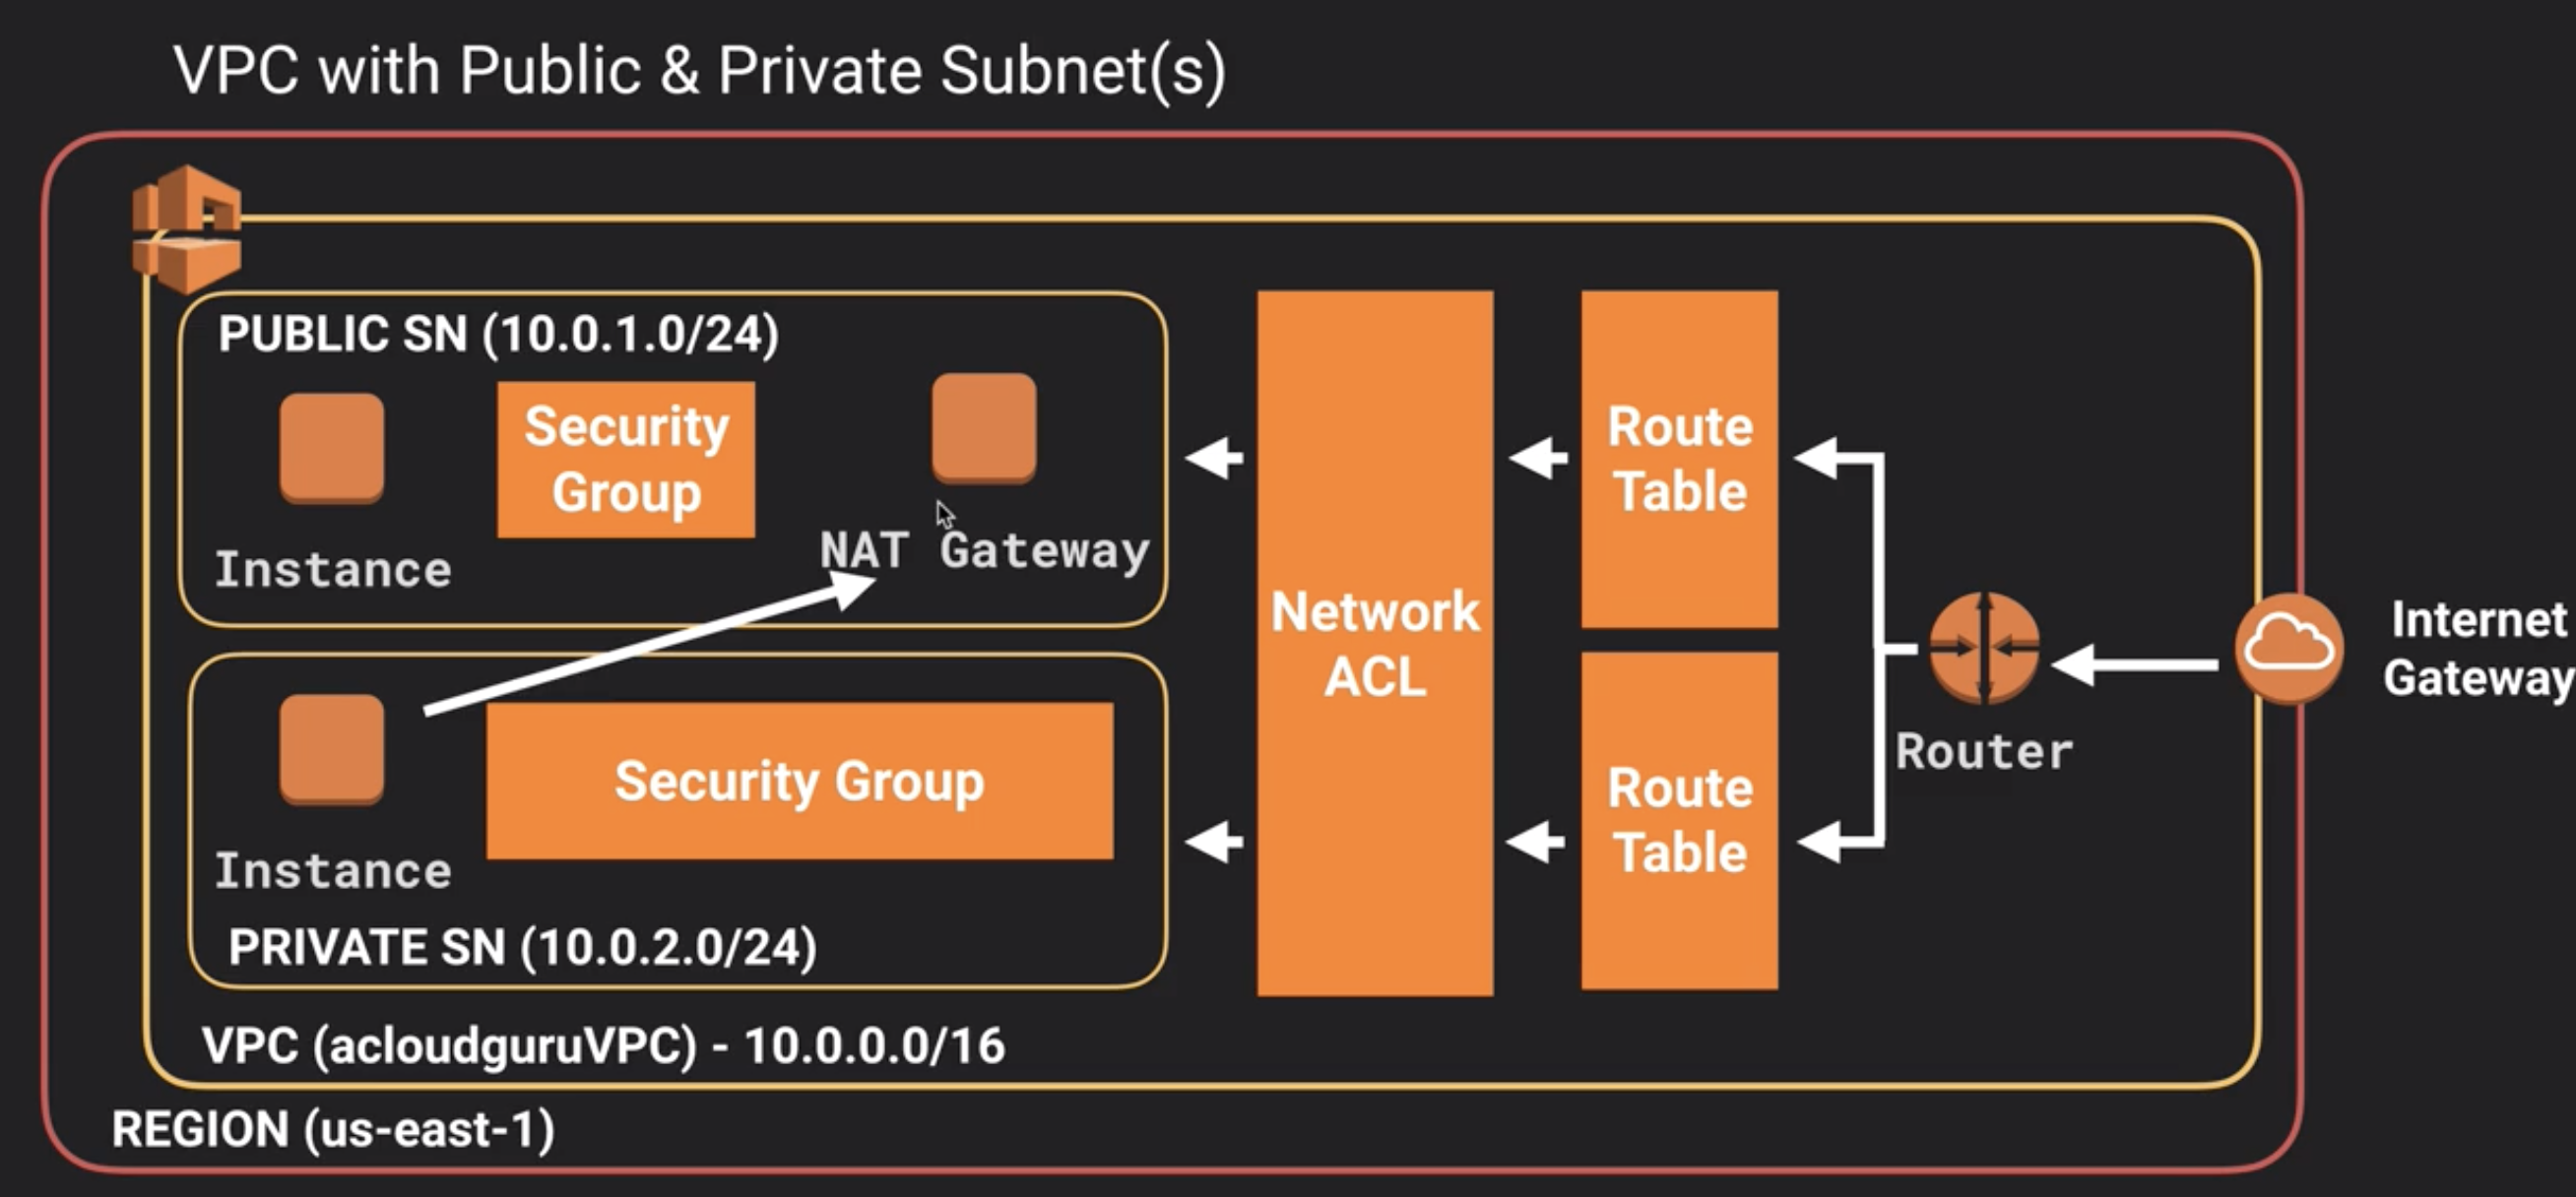 VPC with Public & Private Subnet(s)
PUBLIC SN (10.0.1.0/24)
Security
Group
Instance
NAT Gateway
Security Group
Instance
PRIVATE SN (10.0.2.0/24)
VPC (acloudguruVPC) - 10.0.0.0/16
REGION (us-east-1)
Network
ACL
Route
Table
Route
Table
Router
Internet
Gateway